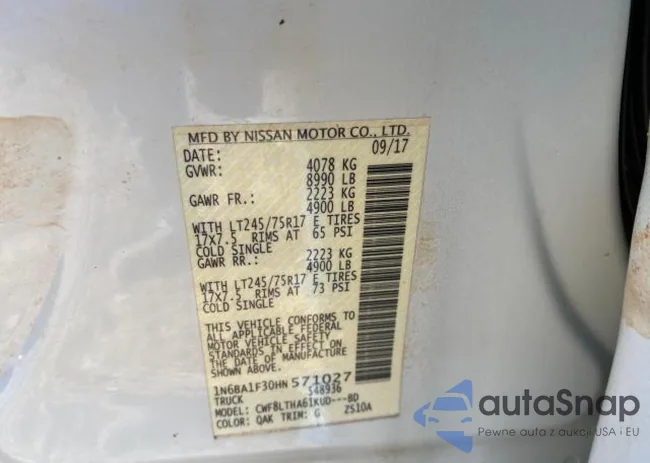 MFD BY NISSAN MOTOR CO., LTD.
DATE: 09/17
GVWR: 4078 KG
8990 LB
GAWR FR.: 2223 KG
4900 LB
WITH LT245/75R17 E TIRES
17X7.5 RIMS AT 65 PSI
COLD SINGLE
GAWR RR.: 2223 KG
4900 LB
WITH LT245/75R17 E TIRES
17X7.5 RIMS AT 73 PSI
COLD SINGLE
THIS VEHICLE CONFORMS TO
ALL APPLICABLE FEDERAL
MOTOR VEHICLE SAFETY
STANDARDS IN EFFECT ON
THE DATE OF MANUFACTURE
1N6BA1F30HN571027
TRUCK 548936
MODEL: CWF8LTHA61KUD---BD
COLOR: QAK TRIM: G ZS10A
autoSnap
Pewne auta z aukcji USA i EU